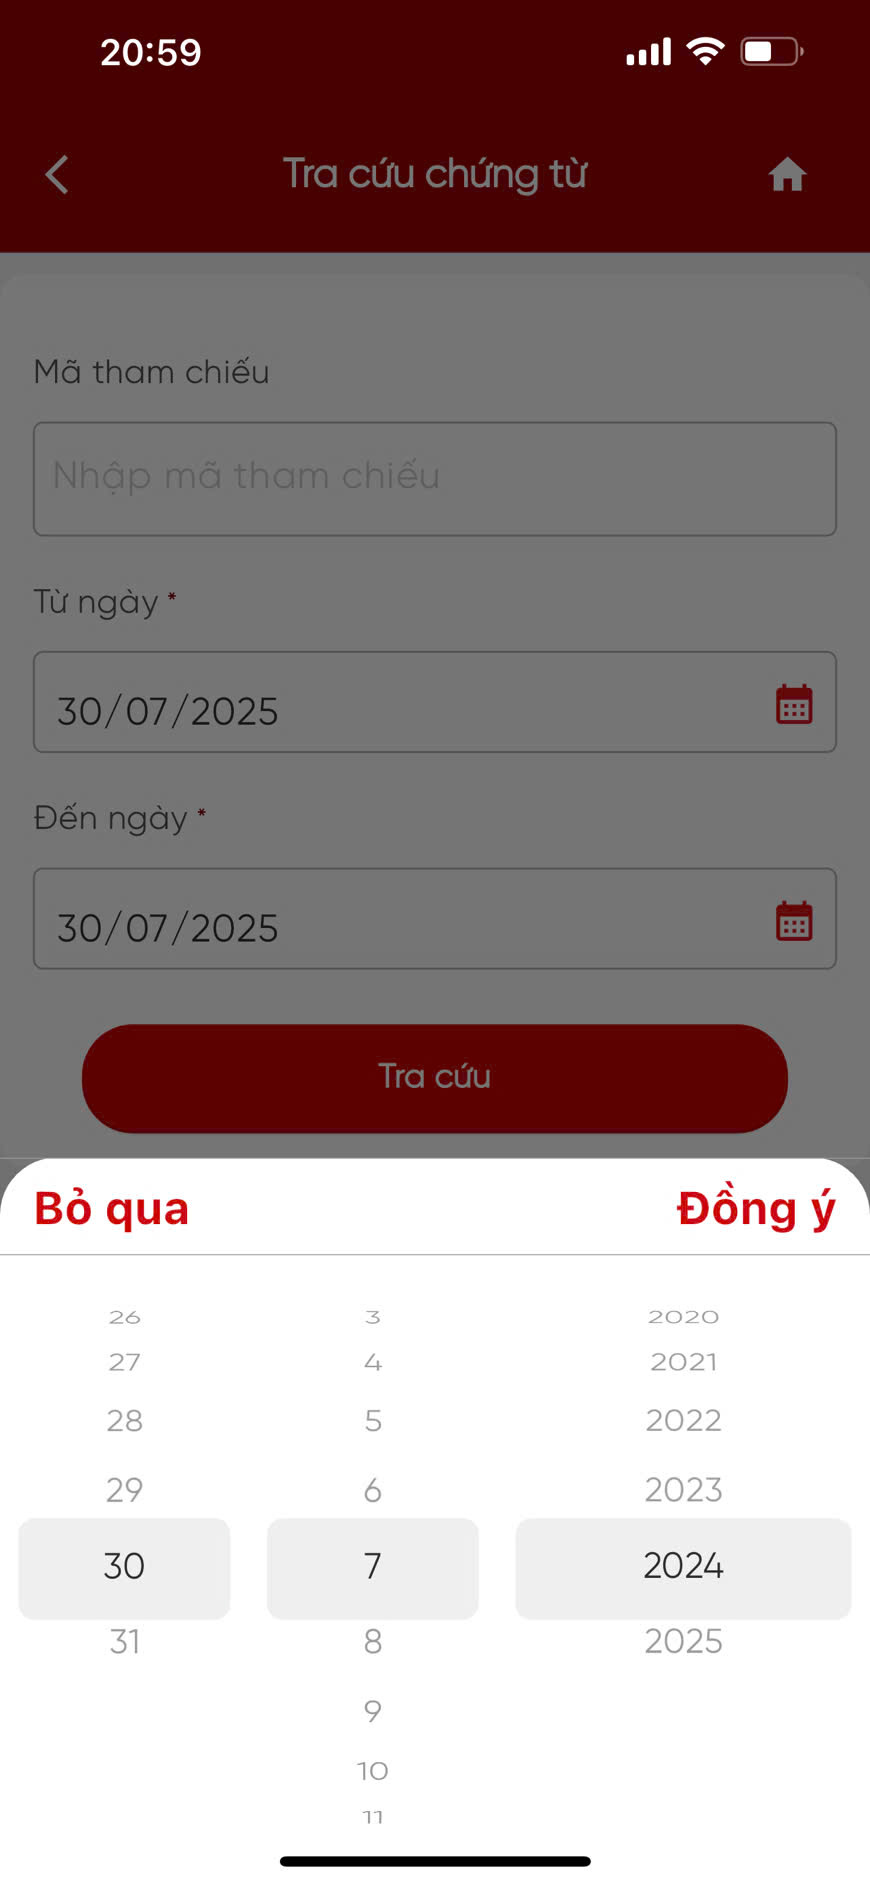 20:59
Tra cứu chứng từ
Mã tham chiếu
Nhập mã tham chiếu
Từ ngày *
30/07/2025
Đến ngày *
30/07/2025
Tra cứu
Bỏ qua Đồng ý
26 3 2020
27 4 2021
28 5 2022
29 6 2023
30 7 2024
31 8 2025
9
10
11